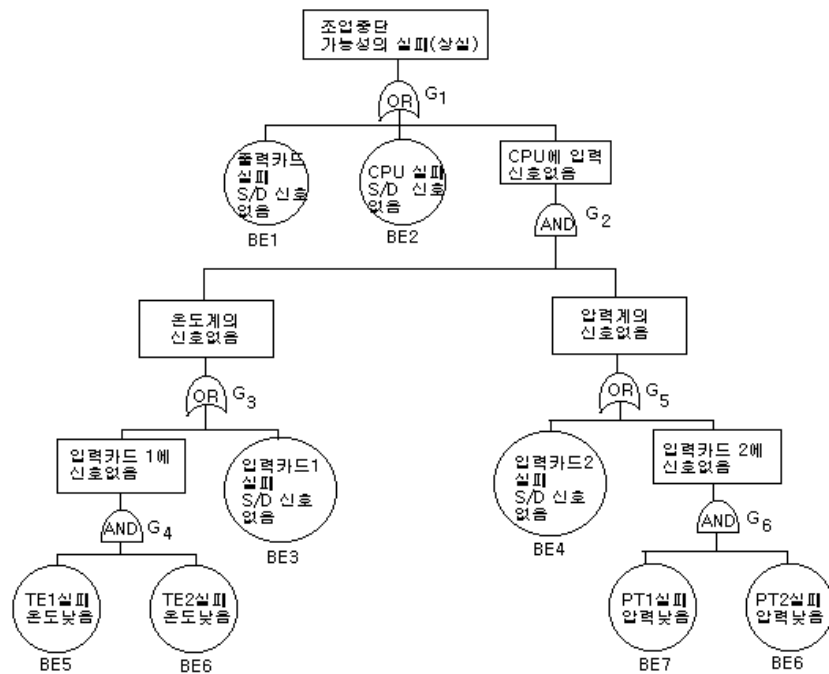 조업중단
가능성의 실패(상실)
OR
G1
출력카드
실패
S/D 신호
없음
BE1
CPU 실패
S/D 신호
없음
BE2
CPU에 입력
신호없음
AND
G2
온도계의
신호없음
압력계의
신호없음
OR
G3
OR
G5
입력카드 1에
신호없음
입력카드1
실패
S/D 신호
없음
BE3
입력카드2
실패
S/D 신호
없음
BE4
입력카드 2에
신호없음
AND
G4
AND
G6
TE1실패
온도낮음
BE5
TE2실패
온도낮음
BE6
PT1실패
압력낮음
BE7
PT2실패
압력낮음
BE6